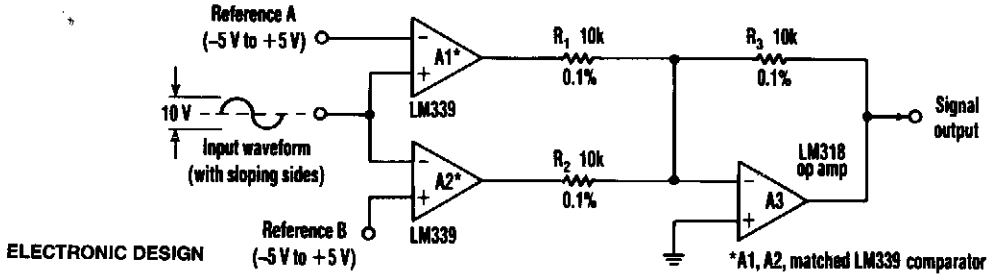 Reference A
(–5 V to +5 V)
–
A1*
+
LM339
R1 10k
0.1%
R3 10k
0.1%
10 V
Input waveform
(with sloping sides)
–
A2*
+
LM339
R2 10k
0.1%
LM318
op amp
–
A3
+
Signal
output
Reference B
(–5 V to +5 V)
ELECTRONIC DESIGN
*A1, A2, matched LM339 comparator